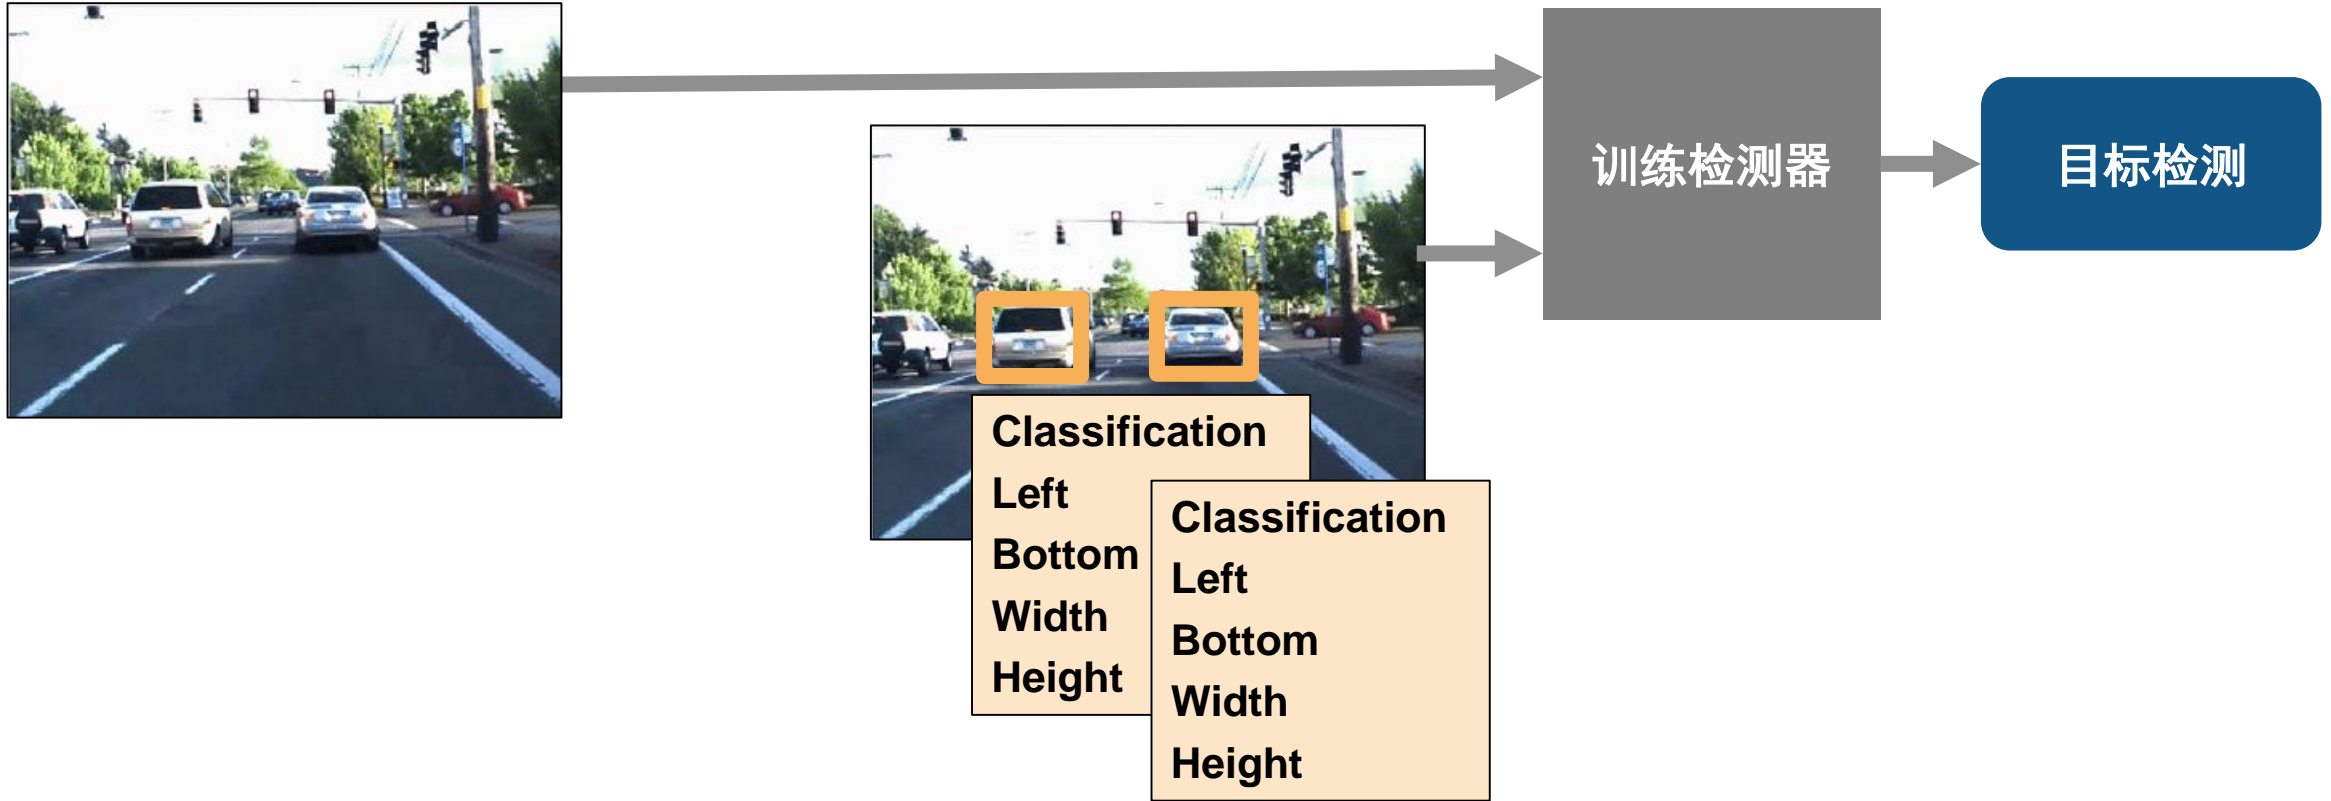 训练检测器
目标检测
Classification
Left
Bottom
Width
Height
Classification
Left
Bottom
Width
Height